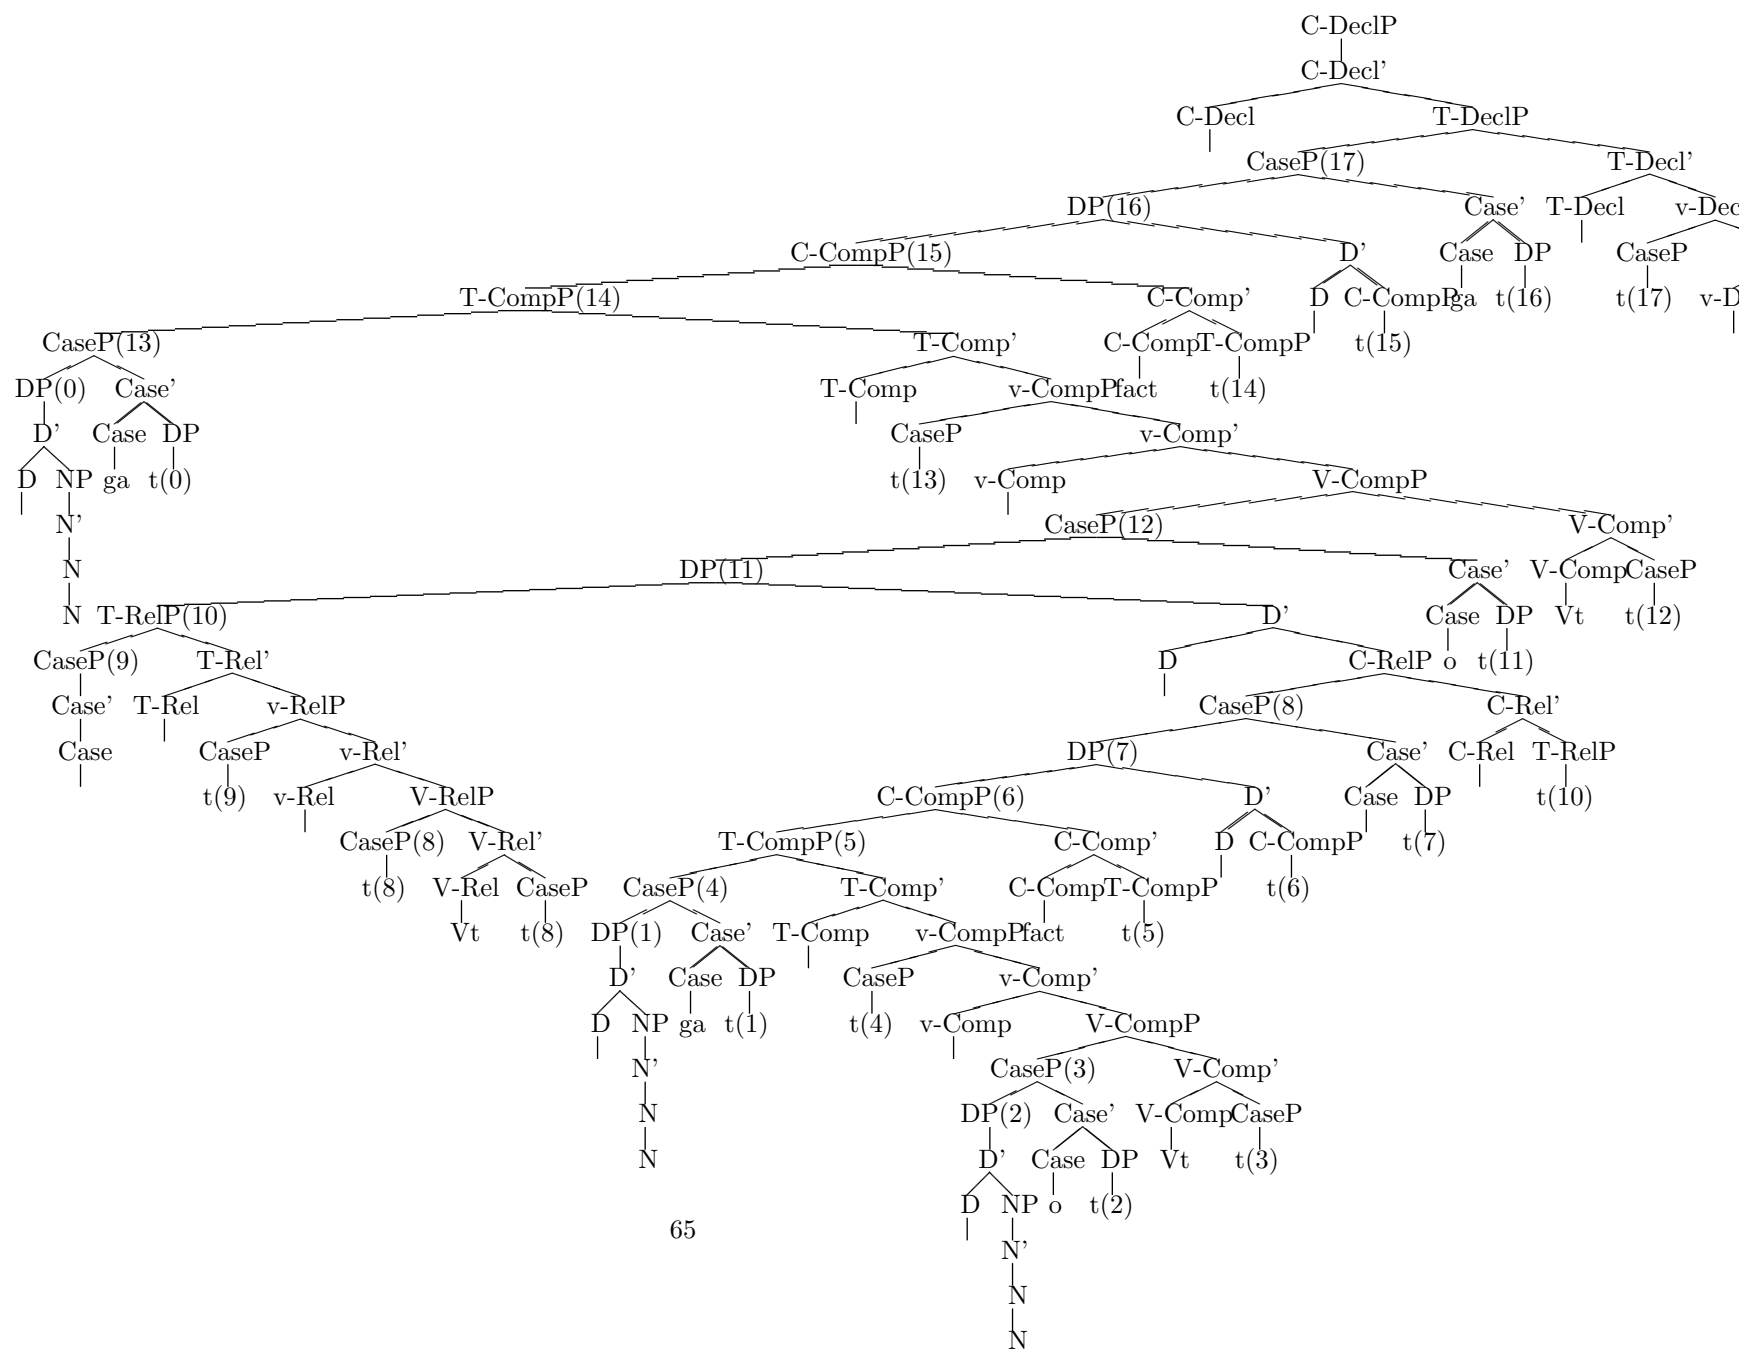 C-DeclP
C-Decl'
C-Decl T-DeclP
CaseP(17) T-Decl'
DP(16) Case' T-Decl v-Dec
C-CompP(15) D' Case DP CaseP
T-CompP(14) C-Comp' D C-CompP ga t(16) t(17) v-D
CaseP(13) T-Comp' C-Comp T-CompP t(15)
DP(0) Case' T-Comp v-CompP fact t(14)
D' Case DP CaseP v-Comp'
D NP ga t(0) t(13) v-Comp V-CompP
N' CaseP(12) V-Comp'
N DP(11) Case' V-Comp CaseP
N T-RelP(10) D' Case DP Vt t(12)
CaseP(9) T-Rel' D C-RelP o t(11)
Case' T-Rel v-RelP CaseP(8) C-Rel'
Case CaseP v-Rel' DP(7) Case' C-Rel T-RelP
t(9) v-Rel V-RelP C-CompP(6) D' Case DP t(10)
CaseP(8) V-Rel' T-CompP(5) C-Comp' D C-CompP t(7)
t(8) V-Rel CaseP CaseP(4) T-Comp' C-Comp T-CompP t(6)
Vt t(8) DP(1) Case' T-Comp v-CompP fact t(5)
D' Case DP CaseP v-Comp'
D NP ga t(1) t(4) v-Comp V-CompP
N' CaseP(3) V-Comp'
N DP(2) Case' V-Comp CaseP
N D' Case DP Vt t(3)
D NP o t(2)
65
N'
N
N